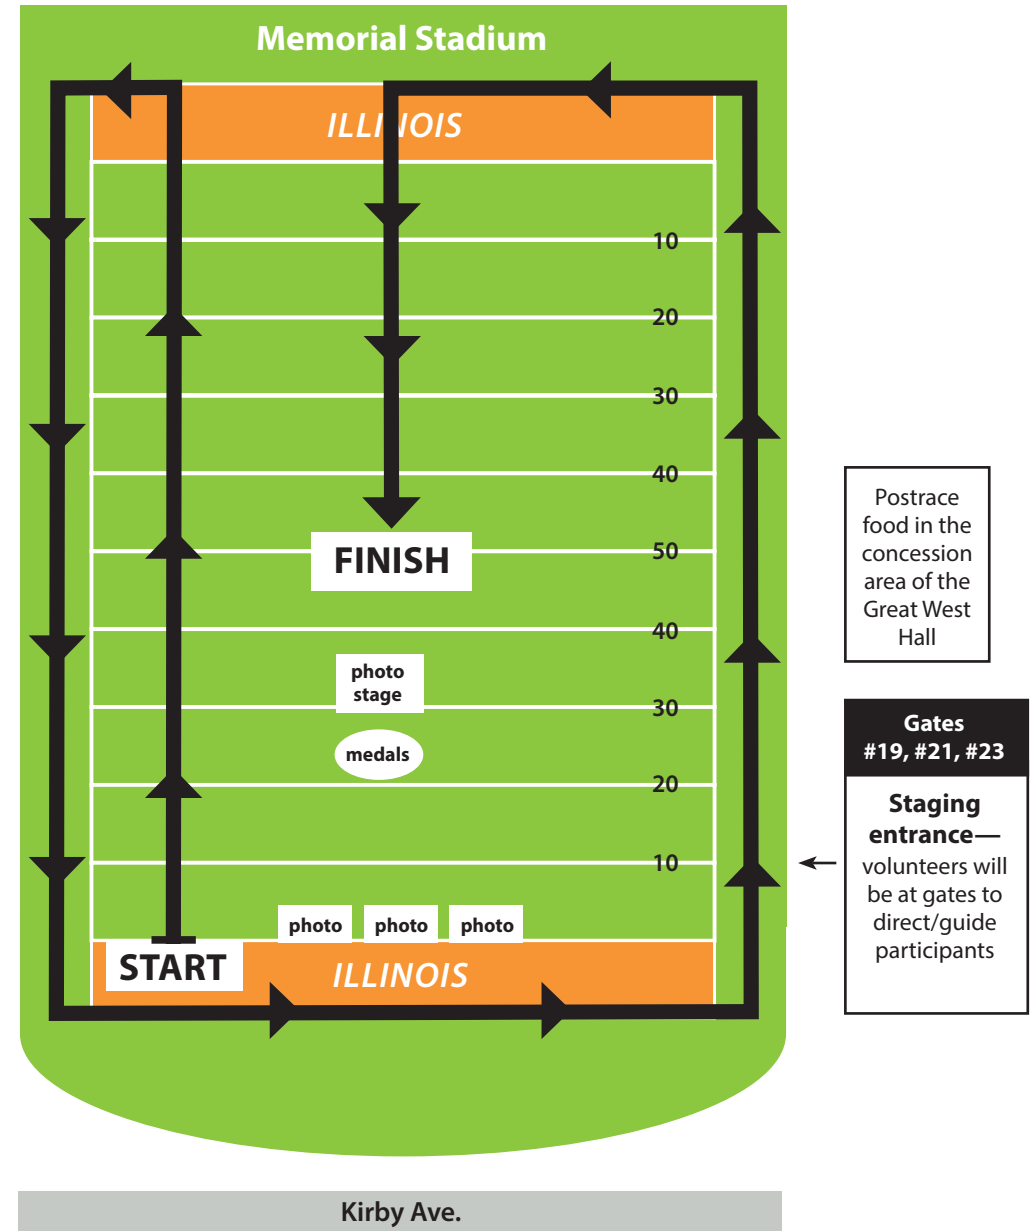 Memorial Stadium
ILLINOIS
10
20
30
40
Postrace
food in the
concession
area of the
Great West
Hall
FINISH
50
40
photo
stage
30
medals
20
10
Gates
#19, #21, #23
Staging
entrance—
volunteers will
be at gates to
direct/guide
participants
photo
photo
photo
START
ILLINOIS
Kirby Ave.